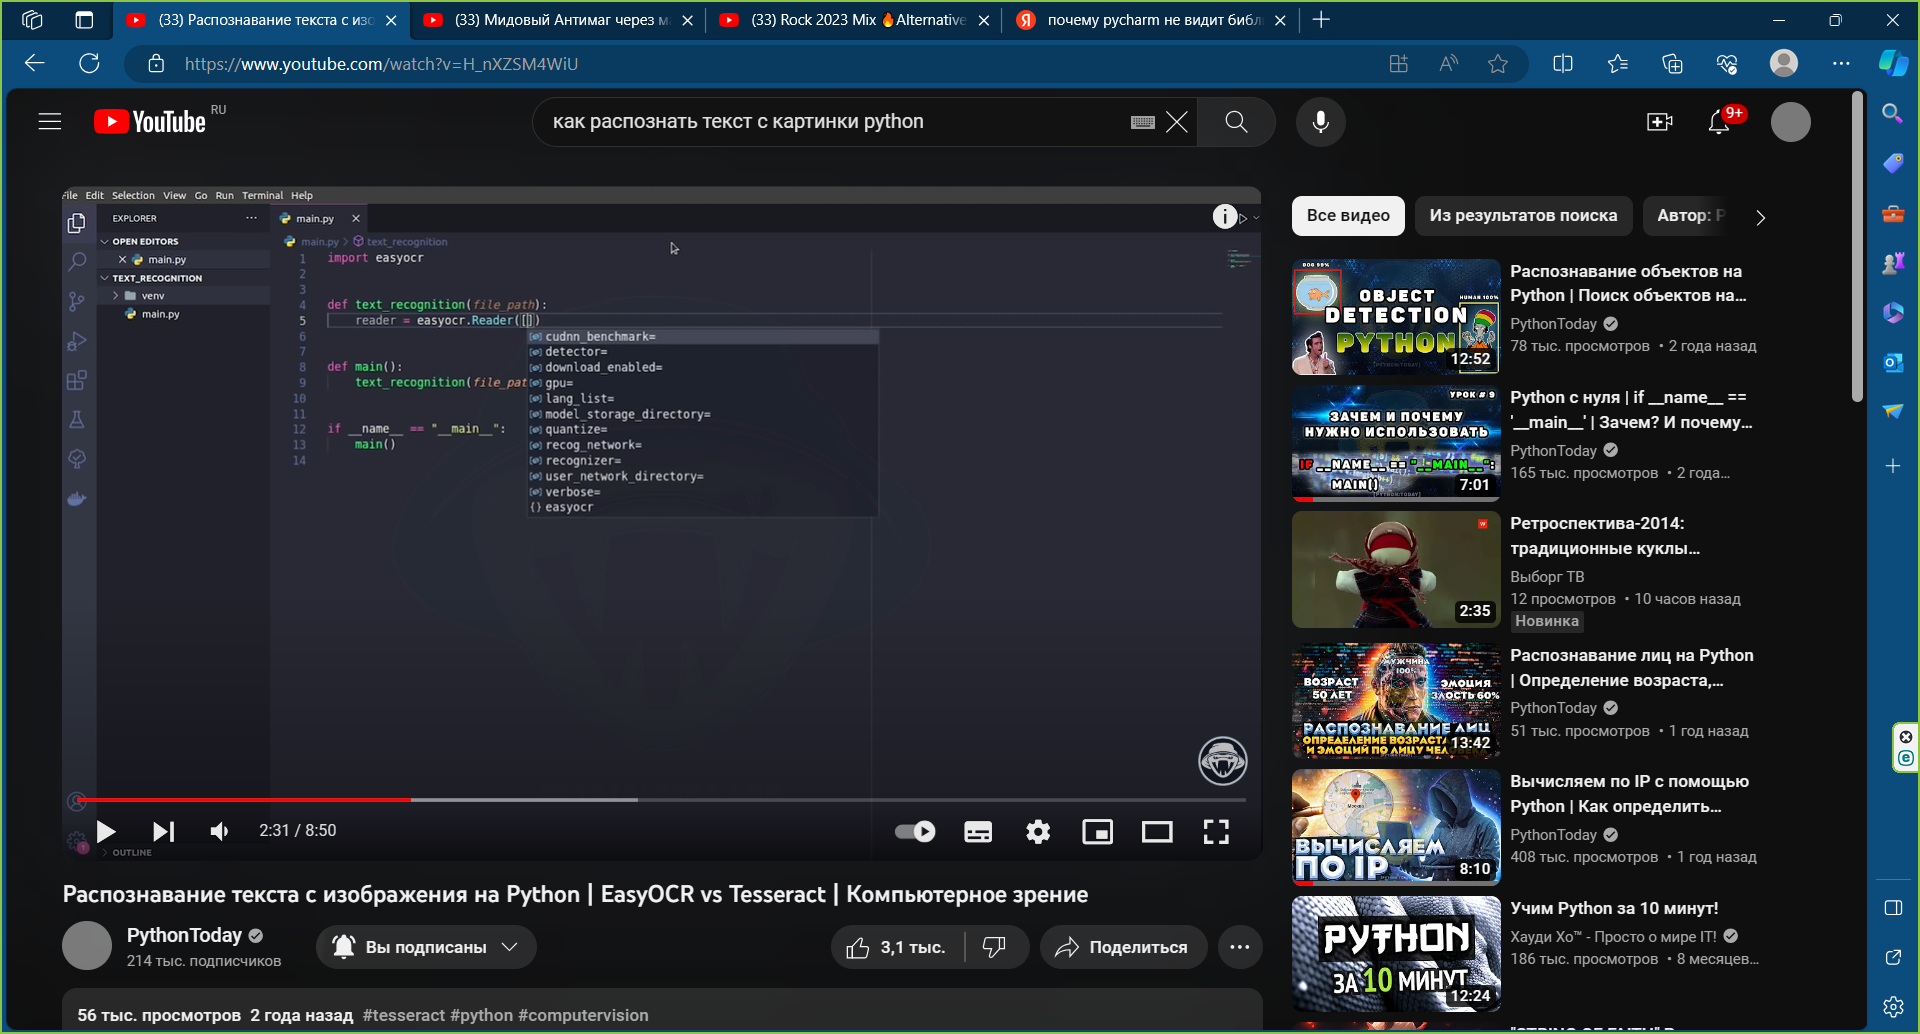 (33) Распознавание текста с изо
(33) Мидовый Антимаг через м
(33) Rock 2023 Mix 🔥Alternative
почему pycharm не видит библ
https://www.youtube.com/watch?v=H_nXZSM4WiU
YouTube RU
как распознать текст с картинки python
9+
File Edit Selection View Go Run Terminal Help
EXPLORER ···
main.py
OPEN EDITORS
main.py
TEXT_RECOGNITION
venv
main.py
main.py > text_recognition
1 import easyocr
2
3
4 def text_recognition(file_path):
5 reader = easyocr.Reader([])
6
7
8 def main():
9 text_recognition(file_pat
10
11
12 if __name__ == "__main__":
13 main()
14
cudnn_benchmark=
detector=
download_enabled=
gpu=
lang_list=
model_storage_directory=
quantize=
recog_network=
recognizer=
user_network_directory=
verbose=
{} easyocr
1
OUTLINE
2:31 / 8:50
Распознавание текста с изображения на Python | EasyOCR vs Tesseract | Компьютерное зрение
PythonToday
214 тыс. подписчиков
Вы подписаны
3,1 тыс.
Поделиться
56 тыс. просмотров 2 года назад #tesseract #python #computervision
Все видео
Из результатов поиска
Автор: P
DOG 99%
HUMAN 100%
OBJECT
DETECTION
PYTHON
12:52
Распознавание объектов на
Python | Поиск объектов на...
PythonToday
78 тыс. просмотров • 2 года назад
УРОК #9
ЗАЧЕМ И ПОЧЕМУ
НУЖНО ИСПОЛЬЗОВАТЬ
IF __NAME__ == "__MAIN__":
MAIN()
7:01
Python с нуля | if __name__ ==
'__main__' | Зачем? И почему...
PythonToday
165 тыс. просмотров • 2 года...
2:35
Ретроспектива-2014:
традиционные куклы...
Выборг ТВ
12 просмотров • 10 часов назад
Новинка
МУЖЧИНА
100%
ВОЗРАСТ
50 ЛЕТ
ЭМОЦИЯ
ЗЛОСТЬ 60%
РАСПОЗНАВАНИЕ ЛИЦ
ОПРЕДЕЛЕНИЕ ВОЗРАСТА
И ЭМОЦИЙ ПО ЛИЦУ ЧЕЛОВЕКА
13:42
Распознавание лиц на Python
| Определение возраста,...
PythonToday
51 тыс. просмотров • 1 год назад
ВЫЧИСЛЯЕМ
ПО IP
8:10
Вычисляем по IP с помощью
Python | Как определить...
PythonToday
408 тыс. просмотров • 1 год назад
PYTHON
ЗА 10 МИНУТ
12:24
Учим Python за 10 минут!
Хауди Хо™ - Просто о мире IT!
186 тыс. просмотров • 8 месяцев...